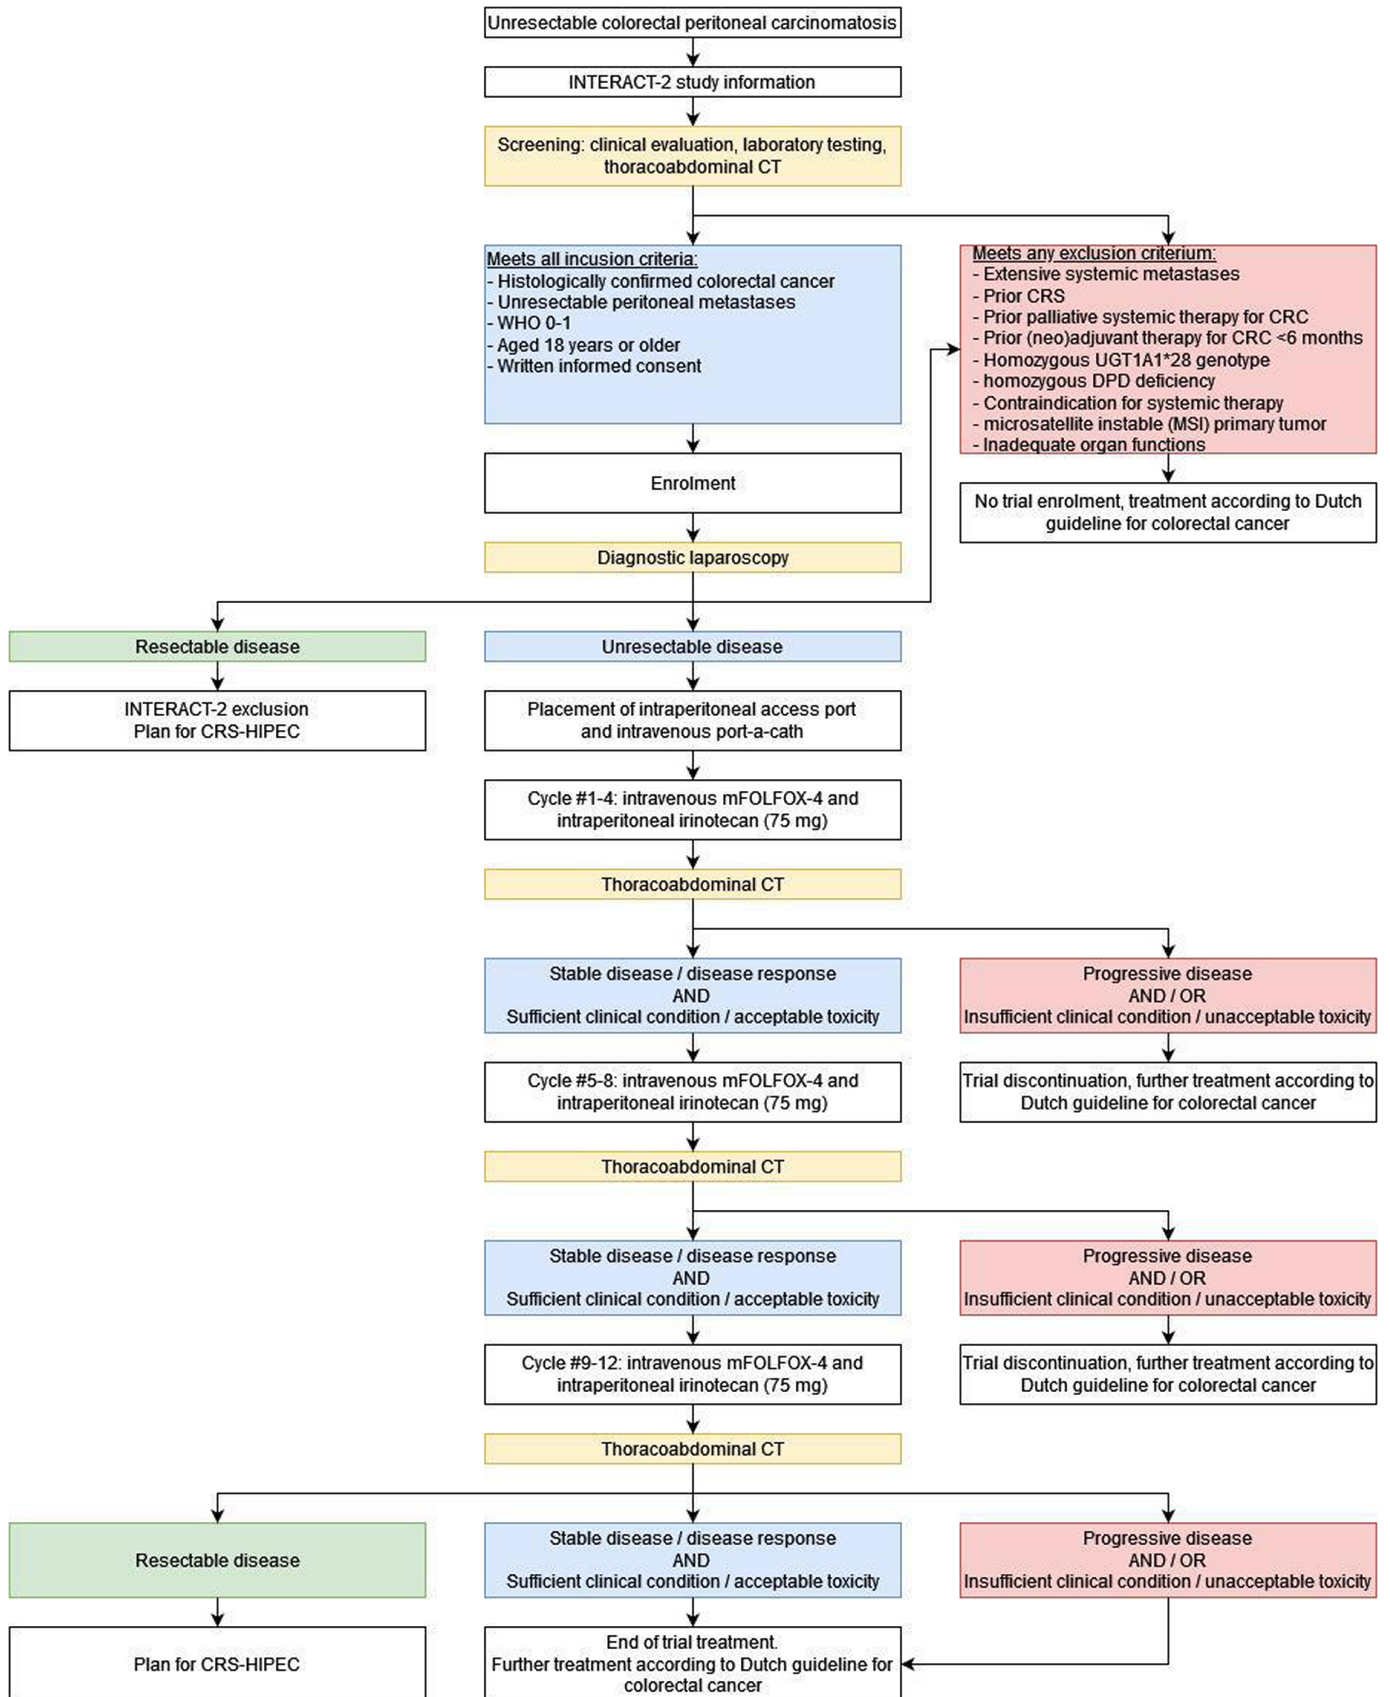 Unresectable colorectal peritoneal carcinomatosis
INTERACT-2 study information
Screening: clinical evaluation, laboratory testing,
thoracoabdominal CT
Meets all incusion criteria:
- Histologically confirmed colorectal cancer
- Unresectable peritoneal metastases
- WHO 0-1
- Aged 18 years or older
- Written informed consent
Meets any exclusion criterium:
- Extensive systemic metastases
- Prior CRS
- Prior palliative systemic therapy for CRC
- Prior (neo)adjuvant therapy for CRC <6 months
- Homozygous UGT1A1*28 genotype
- homozygous DPD deficiency
- Contraindication for systemic therapy
- microsatellite instable (MSI) primary tumor
- Inadequate organ functions
Enrolment
No trial enrolment, treatment according to Dutch
guideline for colorectal cancer
Diagnostic laparoscopy
Resectable disease
Unresectable disease
INTERACT-2 exclusion
Plan for CRS-HIPEC
Placement of intraperitoneal access port
and intravenous port-a-cath
Cycle #1-4: intravenous mFOLFOX-4 and
intraperitoneal irinotecan (75 mg)
Thoracoabdominal CT
Stable disease / disease response
AND
Sufficient clinical condition / acceptable toxicity
Progressive disease
AND / OR
Insufficient clinical condition / unacceptable toxicity
Cycle #5-8: intravenous mFOLFOX-4 and
intraperitoneal irinotecan (75 mg)
Trial discontinuation, further treatment according to
Dutch guideline for colorectal cancer
Thoracoabdominal CT
Stable disease / disease response
AND
Sufficient clinical condition / acceptable toxicity
Progressive disease
AND / OR
Insufficient clinical condition / unacceptable toxicity
Cycle #9-12: intravenous mFOLFOX-4 and
intraperitoneal irinotecan (75 mg)
Trial discontinuation, further treatment according to
Dutch guideline for colorectal cancer
Thoracoabdominal CT
Resectable disease
Stable disease / disease response
AND
Sufficient clinical condition / acceptable toxicity
Progressive disease
AND / OR
Insufficient clinical condition / unacceptable toxicity
Plan for CRS-HIPEC
End of trial treatment.
Further treatment according to Dutch guideline for
colorectal cancer